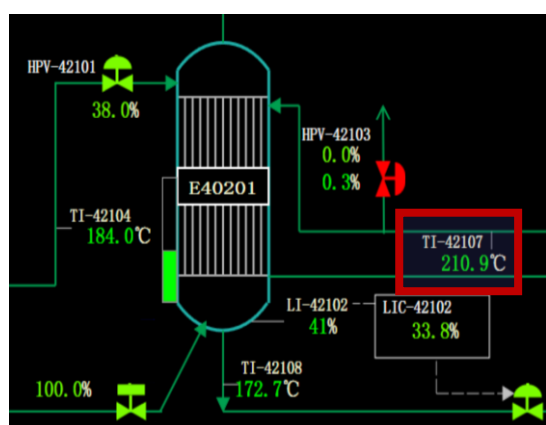 HPV-42101
38.0%
HPV-42103
0.0%
0.3%
E40201
TI-42104
184.0℃
TI-42107
210.9℃
LI-42102
41%
LIC-42102
33.8%
TI-42108
172.7℃
100.0%